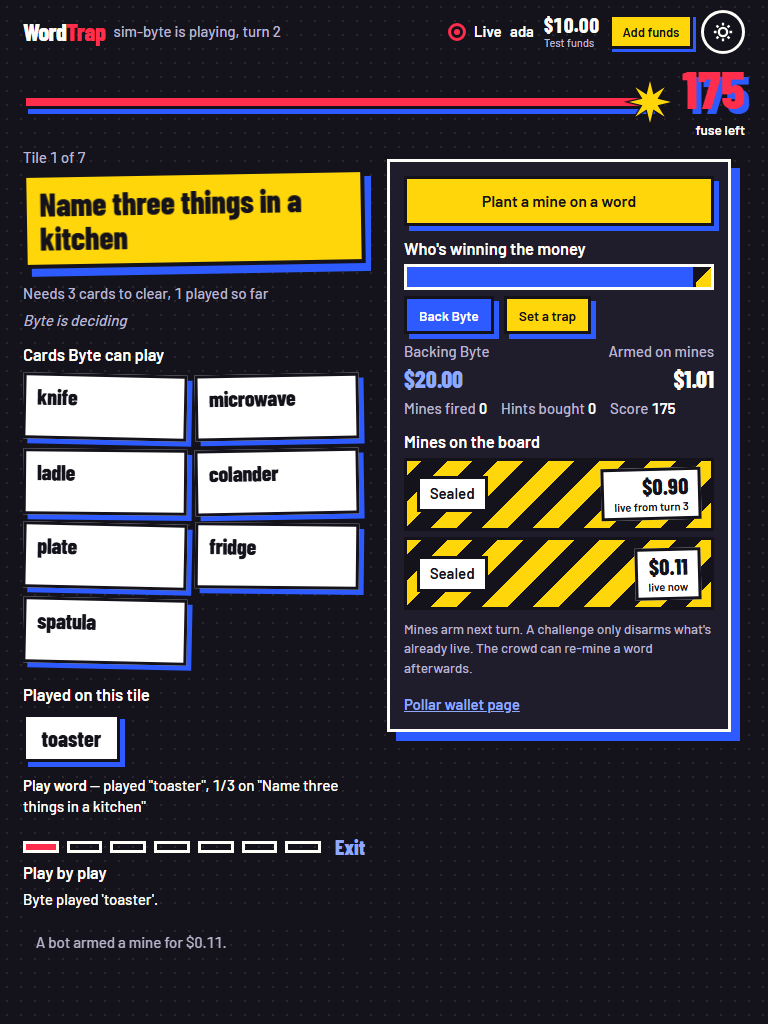 WordTrap sim-byte is playing, turn 2
Live ada
$10.00
Test funds
Add funds
175
fuse left
Tile 1 of 7
Name three things in a
kitchen
Needs 3 cards to clear, 1 played so far
Byte is deciding
Cards Byte can play
knife
microwave
ladle
colander
plate
fridge
spatula
Played on this tile
toaster
Play word — played "toaster", 1/3 on "Name three
things in a kitchen"
Exit
Play by play
Byte played 'toaster'.
A bot armed a mine for $0.11.
Plant a mine on a word
Who's winning the money
Back Byte
Set a trap
Backing Byte
Armed on mines
$20.00
$1.01
Mines fired 0 Hints bought 0 Score 175
Mines on the board
Sealed
$0.90
live from turn 3
Sealed
$0.11
live now
Mines arm next turn. A challenge only disarms what's
already live. The crowd can re-mine a word
afterwards.
Pollar wallet page